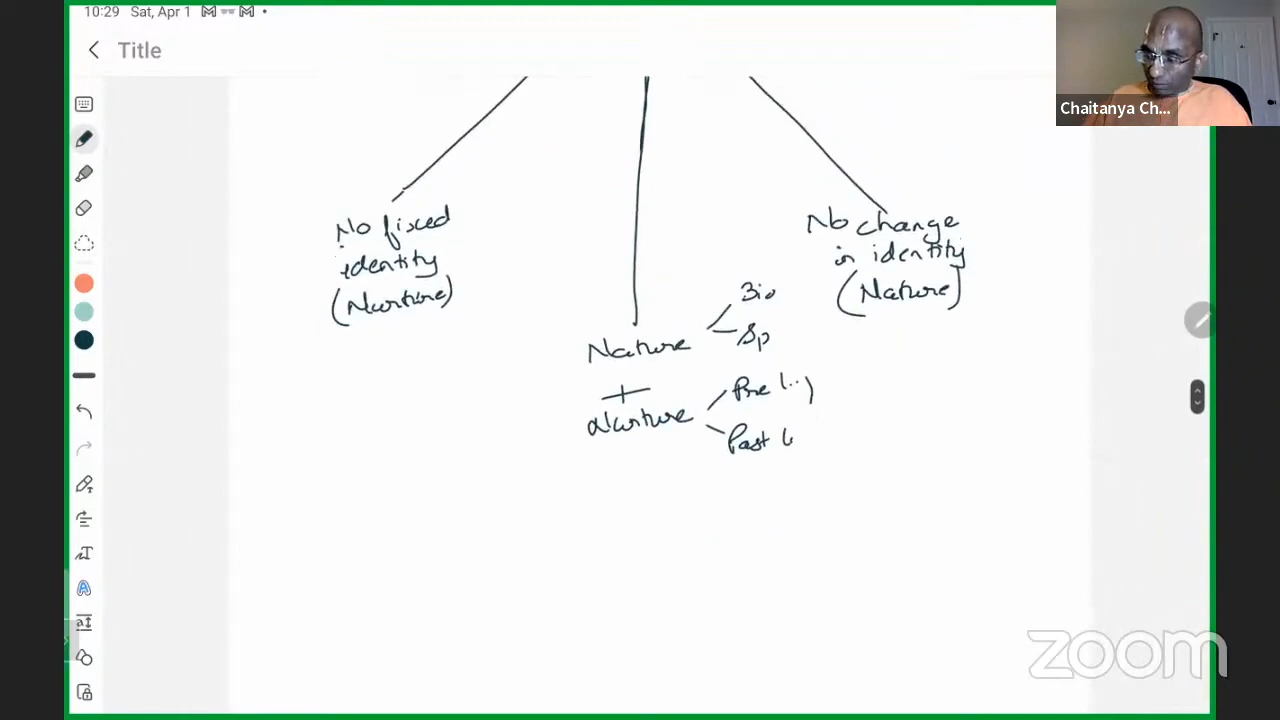 10:29 Sat, Apr 1
Title
Chaitanya Ch...
No fixed
identity
(Nurture)
No change
in identity
(Nature)
Nature
Bio
Sp
+
Nurture
Pre
Past
zoom